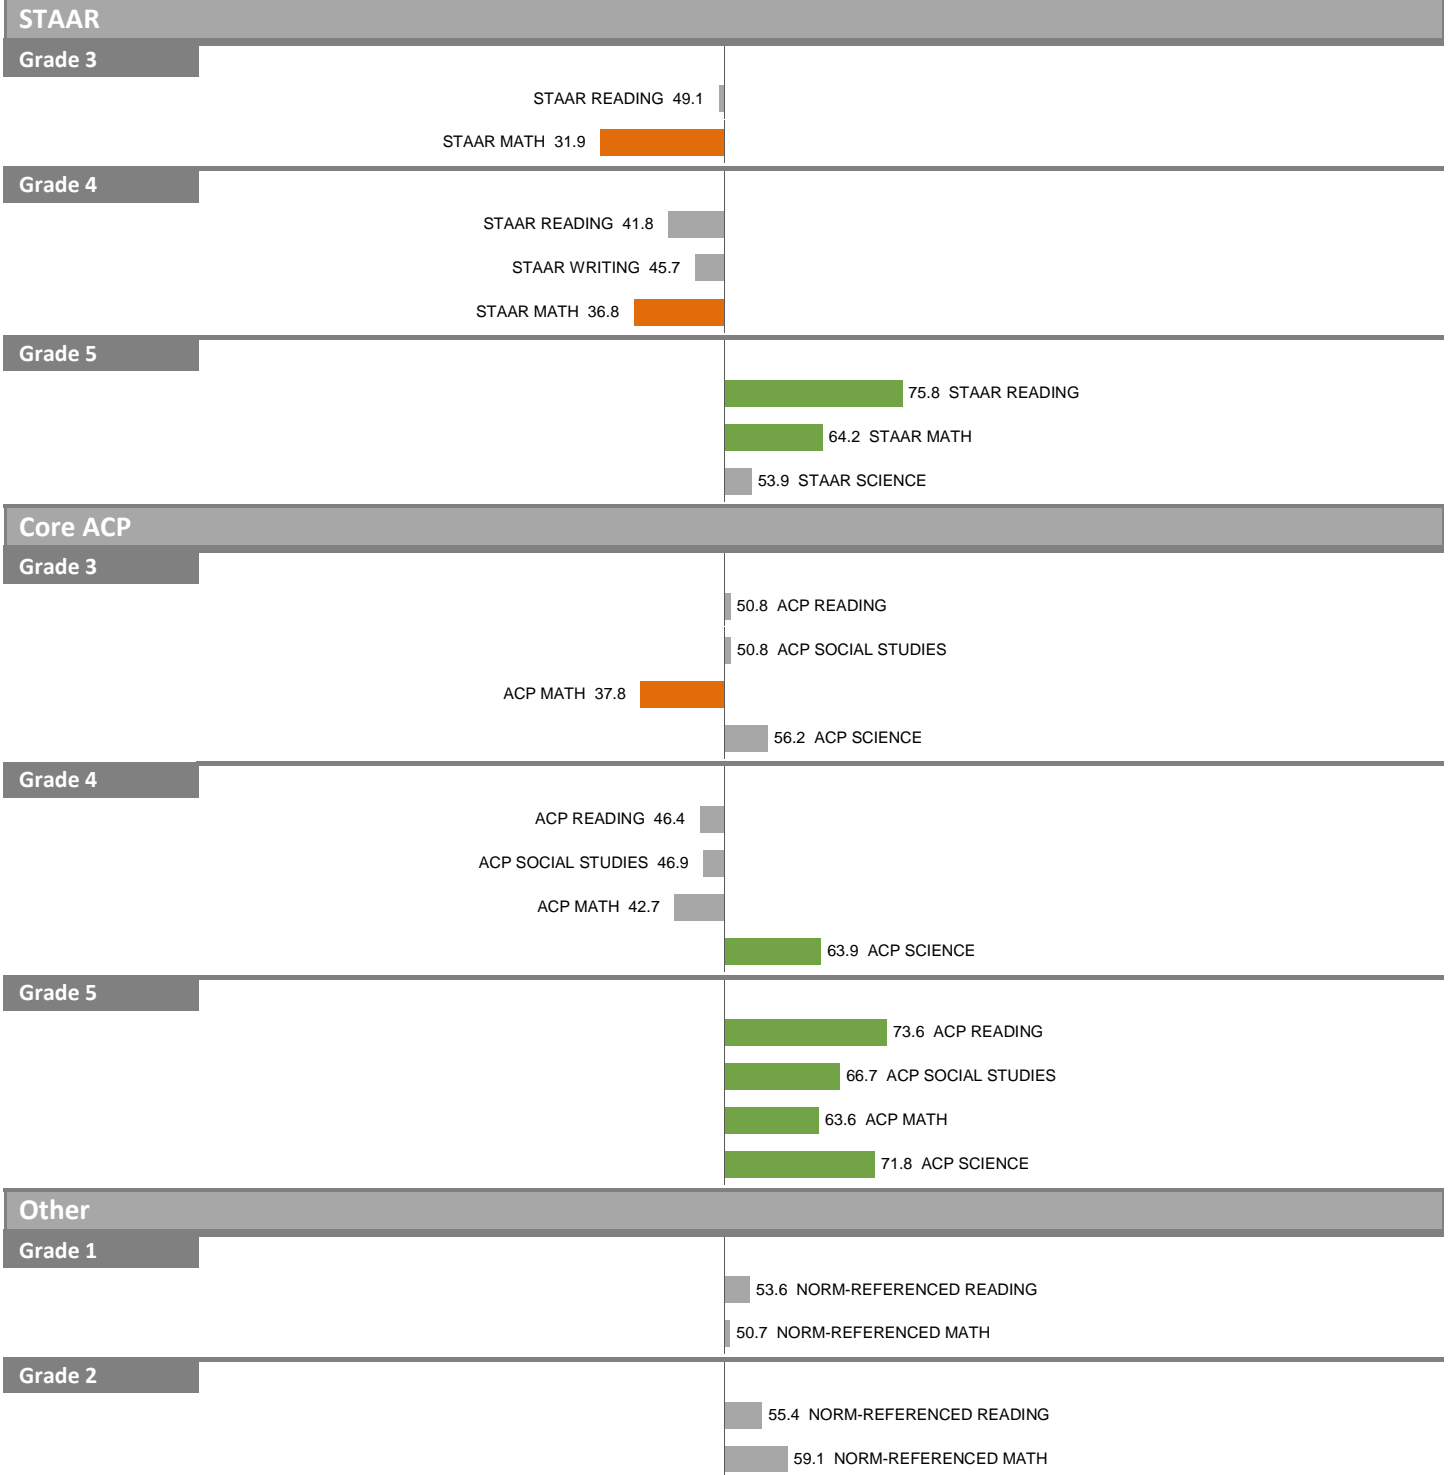 STAAR
Grade 3
STAAR READING 49.1
STAAR MATH 31.9
Grade 4
STAAR READING 41.8
STAAR WRITING 45.7
STAAR MATH 36.8
Grade 5
75.8 STAAR READING
64.2 STAAR MATH
53.9 STAAR SCIENCE
Core ACP
Grade 3
50.8 ACP READING
50.8 ACP SOCIAL STUDIES
ACP MATH 37.8
56.2 ACP SCIENCE
Grade 4
ACP READING 46.4
ACP SOCIAL STUDIES 46.9
ACP MATH 42.7
63.9 ACP SCIENCE
Grade 5
73.6 ACP READING
66.7 ACP SOCIAL STUDIES
63.6 ACP MATH
71.8 ACP SCIENCE
Other
Grade 1
53.6 NORM-REFERENCED READING
50.7 NORM-REFERENCED MATH
Grade 2
55.4 NORM-REFERENCED READING
59.1 NORM-REFERENCED MATH